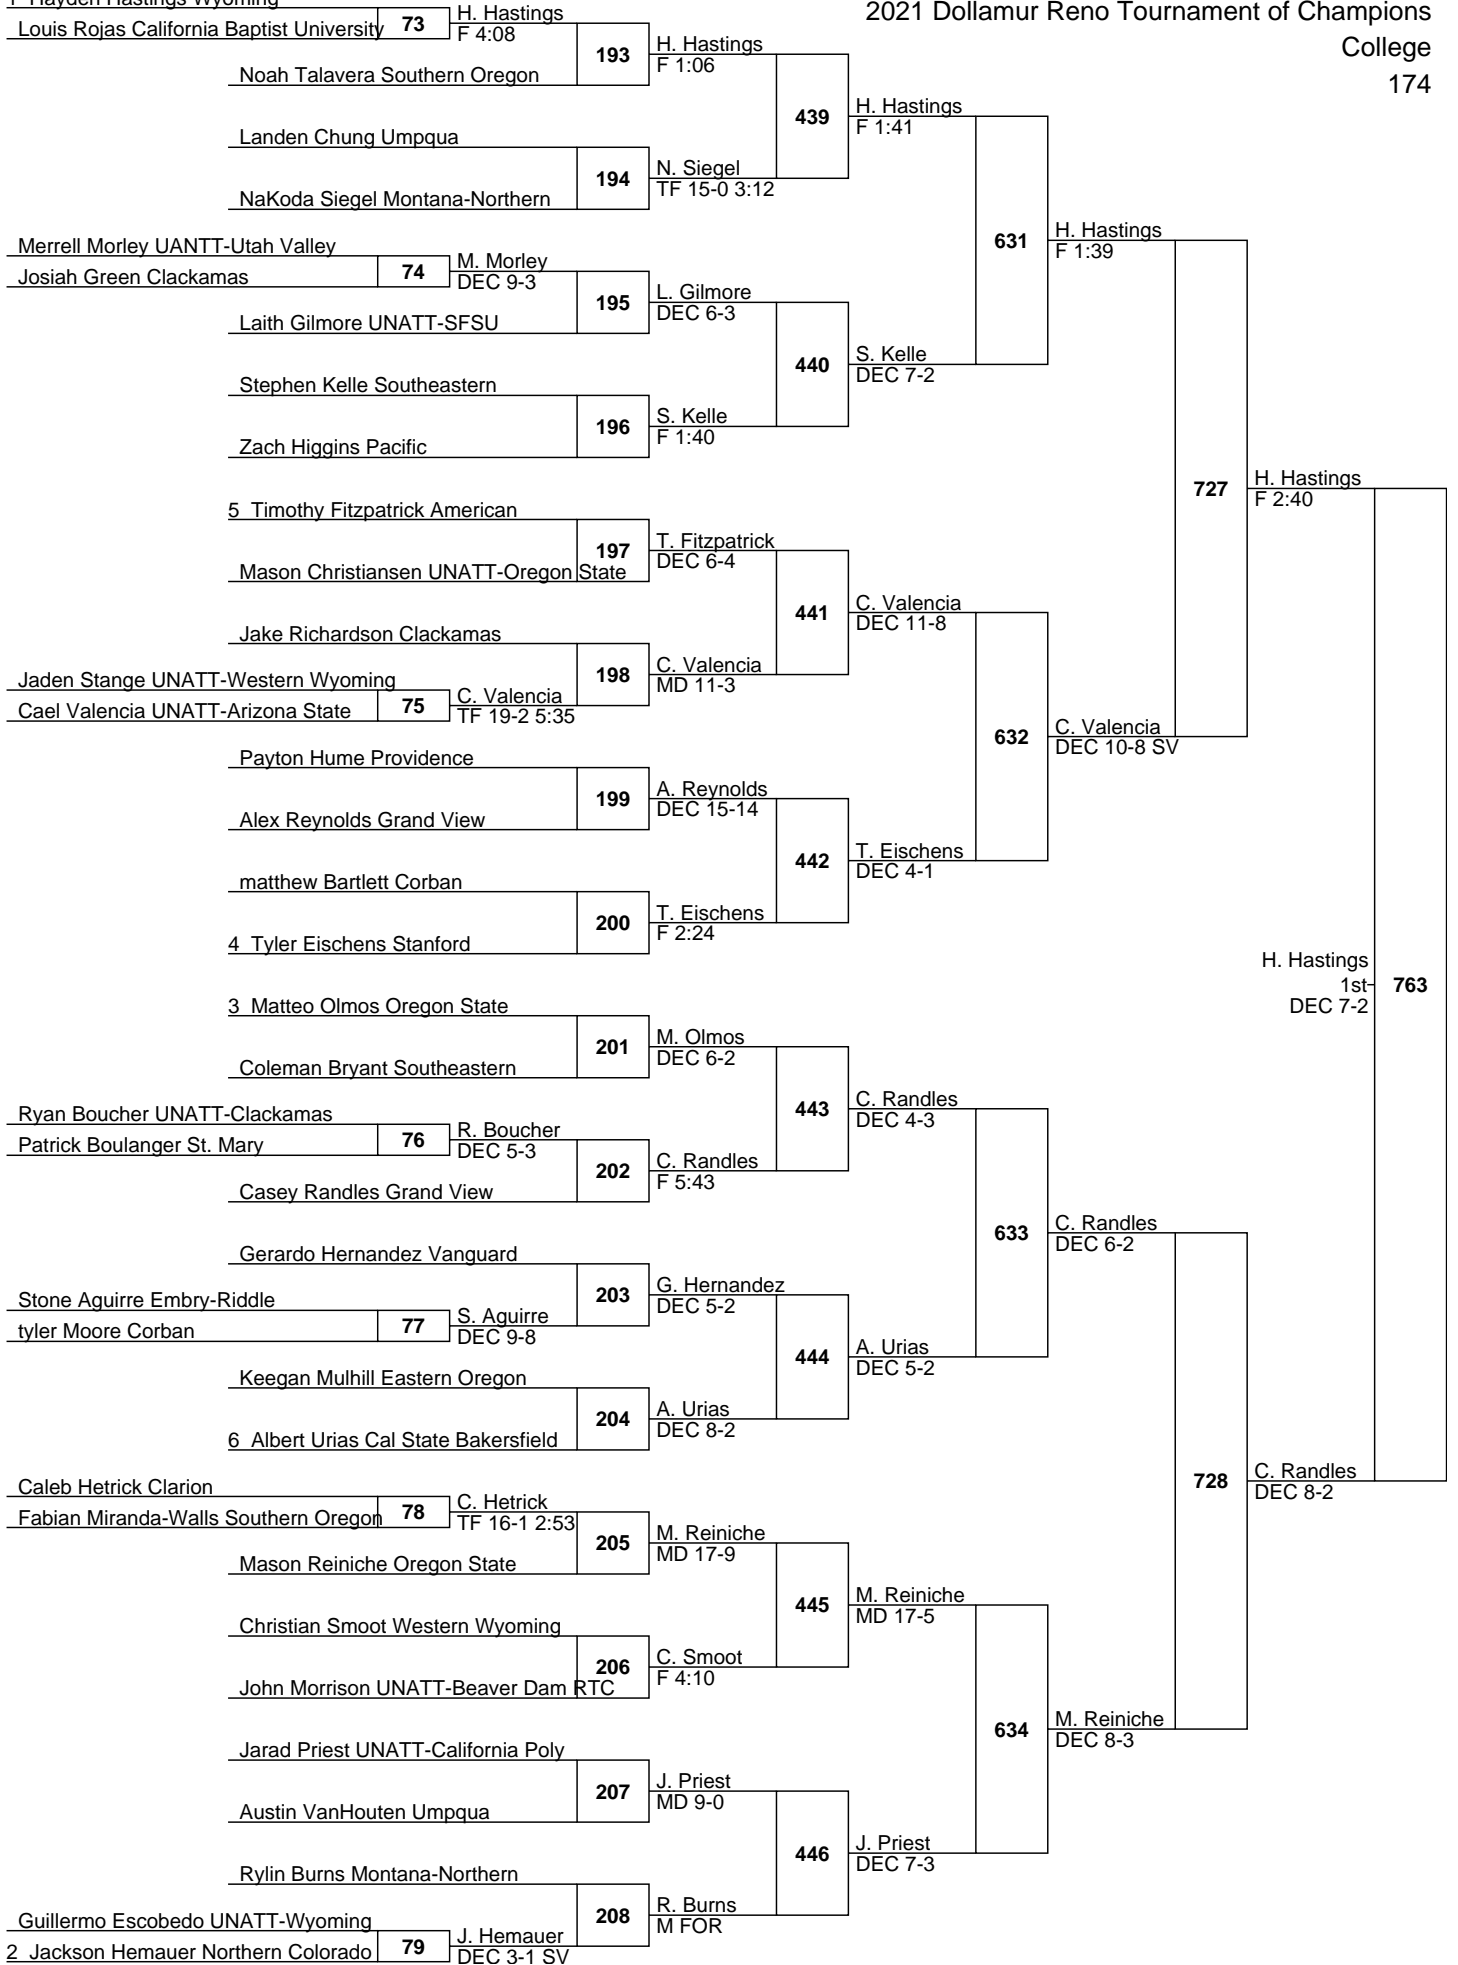 2021 Dollamur Reno Tournament of Champions
College
174
1 Hayden Hastings Wyoming
Louis Rojas California Baptist University
73
H. Hastings
F 4:08
Noah Talavera Southern Oregon
193
H. Hastings
F 1:06
Landen Chung Umpqua
NaKoda Siegel Montana-Northern
194
N. Siegel
TF 15-0 3:12
439
H. Hastings
F 1:41
Merrell Morley UANTT-Utah Valley
Josiah Green Clackamas
74
M. Morley
DEC 9-3
Laith Gilmore UNATT-SFSU
195
L. Gilmore
DEC 6-3
Stephen Kelle Southeastern
Zach Higgins Pacific
196
S. Kelle
F 1:40
440
S. Kelle
DEC 7-2
631
H. Hastings
F 1:39
5 Timothy Fitzpatrick American
Mason Christiansen UNATT-Oregon State
197
T. Fitzpatrick
DEC 6-4
Jake Richardson Clackamas
Jaden Stange UNATT-Western Wyoming
Cael Valencia UNATT-Arizona State
75
C. Valencia
TF 19-2 5:35
198
C. Valencia
MD 11-3
441
C. Valencia
DEC 11-8
Payton Hume Providence
Alex Reynolds Grand View
199
A. Reynolds
DEC 15-14
matthew Bartlett Corban
4 Tyler Eischens Stanford
200
T. Eischens
F 2:24
442
T. Eischens
DEC 4-1
632
C. Valencia
DEC 10-8 SV
727
H. Hastings
F 2:40
3 Matteo Olmos Oregon State
Coleman Bryant Southeastern
201
M. Olmos
DEC 6-2
Ryan Boucher UNATT-Clackamas
Patrick Boulanger St. Mary
76
R. Boucher
DEC 5-3
Casey Randles Grand View
202
C. Randles
F 5:43
443
C. Randles
DEC 4-3
Gerardo Hernandez Vanguard
Stone Aguirre Embry-Riddle
tyler Moore Corban
77
S. Aguirre
DEC 9-8
203
G. Hernandez
DEC 5-2
Keegan Mulhill Eastern Oregon
6 Albert Urias Cal State Bakersfield
204
A. Urias
DEC 8-2
444
A. Urias
DEC 5-2
633
C. Randles
DEC 6-2
Caleb Hetrick Clarion
Fabian Miranda-Walls Southern Oregon
78
C. Hetrick
TF 16-1 2:53
Mason Reiniche Oregon State
205
M. Reiniche
MD 17-9
Christian Smoot Western Wyoming
John Morrison UNATT-Beaver Dam RTC
206
C. Smoot
F 4:10
445
M. Reiniche
MD 17-5
Jarad Priest UNATT-California Poly
Austin VanHouten Umpqua
207
J. Priest
MD 9-0
Rylin Burns Montana-Northern
Guillermo Escobedo UNATT-Wyoming
2 Jackson Hemauer Northern Colorado
79
J. Hemauer
DEC 3-1 SV
208
R. Burns
M FOR
446
J. Priest
DEC 7-3
634
M. Reiniche
DEC 8-3
728
C. Randles
DEC 8-2
H. Hastings
1st
DEC 7-2
763